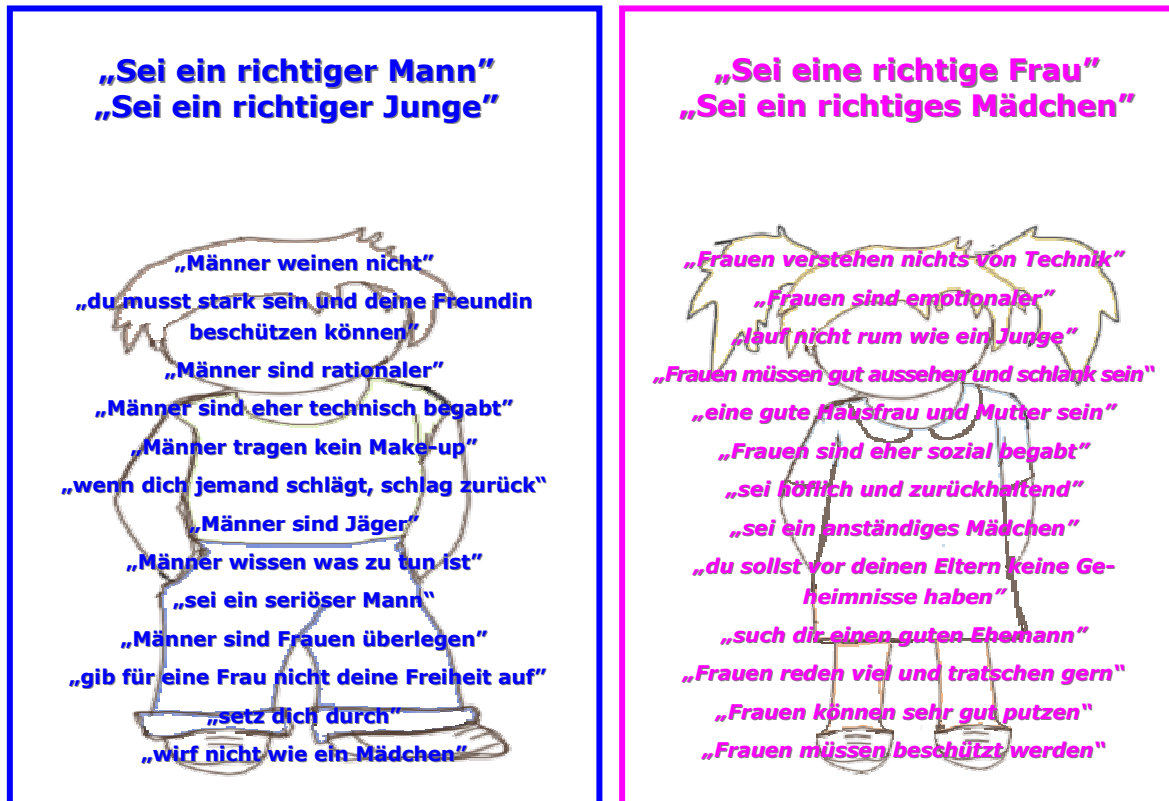 „Sei ein richtiger Mann”
„Sei ein richtiger Junge”
„Männer weinen nicht”
„du musst stark sein und deine Freundin
beschützen können”
„Männer sind rationaler”
„Männer sind eher technisch begabt”
„Männer tragen kein Make-up”
„wenn dich jemand schlägt, schlag zurück“
„Männer sind Jäger”
„Männer wissen was zu tun ist”
„sei ein seriöser Mann“
„Männer sind Frauen überlegen”
„gib für eine Frau nicht deine Freiheit auf”
„setz dich durch”
„wirf nicht wie ein Mädchen”
„Sei eine richtige Frau”
„Sei ein richtiges Mädchen”
„Frauen verstehen nichts von Technik”
„Frauen sind emotionaler”
„lauf nicht rum wie ein Junge”
„Frauen müssen gut aussehen und schlank sein“
„eine gute Hausfrau und Mutter sein”
„Frauen sind eher sozial begabt”
„sei höflich und zurückhaltend”
„sei ein anständiges Mädchen”
„du sollst vor deinen Eltern keine Ge-
heimnisse haben”
„such dir einen guten Ehemann”
„Frauen reden viel und tratschen gern“
„Frauen können sehr gut putzen“
„Frauen müssen beschützt werden“